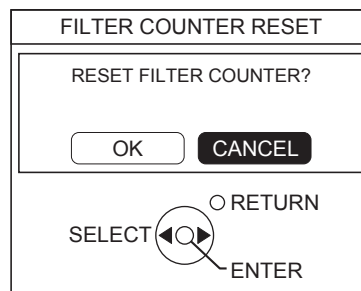 FILTER COUNTER RESET
RESET FILTER COUNTER?
OK CANCEL
RETURN
SELECT
ENTER